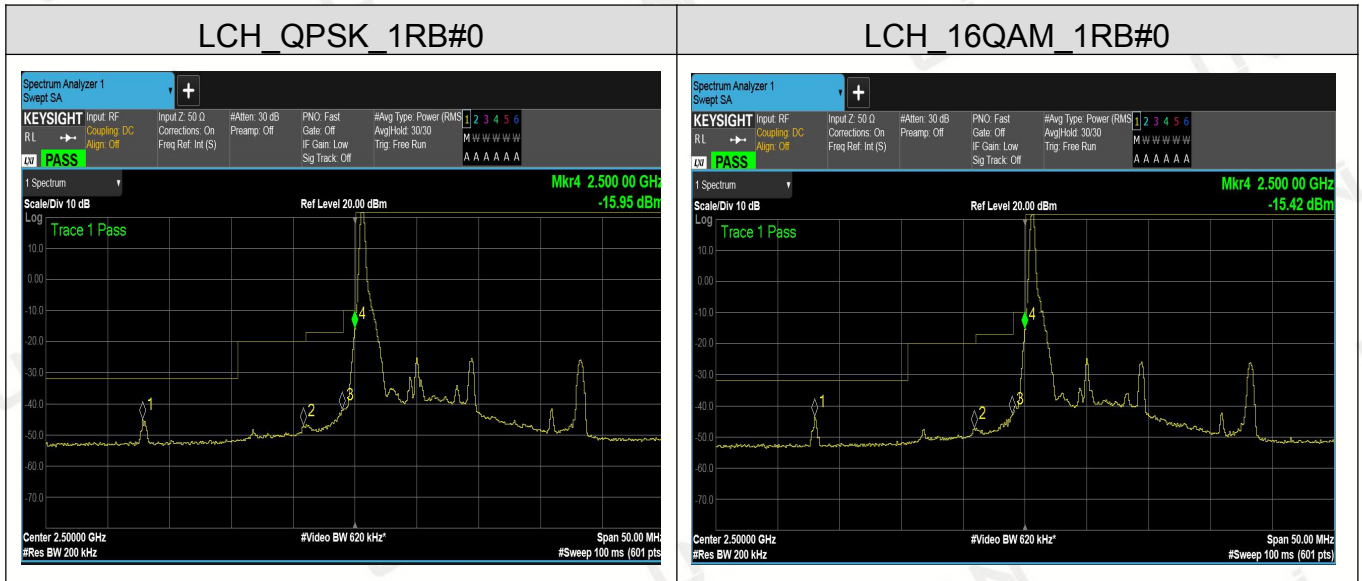 LCH_QPSK_1RB#0
Spectrum Analyzer 1
Swept SA
+
KEYSIGHT
RL
LXI
PASS
Input: RF
Coupling: DC
Align: Off
Input Z: 50 Ω
Corrections: On
Freq Ref: Int (S)
#Atten: 30 dB
Preamp: Off
PNO: Fast
Gate: Off
IF Gain: Low
Sig Track: Off
#Avg Type: Power (RMS
Avg|Hold: 30/30
Trig: Free Run
1 2 3 4 5 6
M W W W W W
A A A A A A
1 Spectrum
Scale/Div 10 dB
Ref Level 20.00 dBm
Mkr4 2.500 00 GHz
-15.95 dBm
Log
Trace 1 Pass
10.0
0.00
-10.0
-20.0
-30.0
-40.0
-50.0
-60.0
-70.0
1
2
3
4
Center 2.50000 GHz
#Res BW 200 kHz
#Video BW 620 kHz*
Span 50.00 MHz
#Sweep 100 ms (601 pts
LCH_16QAM_1RB#0
Spectrum Analyzer 1
Swept SA
+
KEYSIGHT
RL
LXI
PASS
Input: RF
Coupling: DC
Align: Off
Input Z: 50 Ω
Corrections: On
Freq Ref: Int (S)
#Atten: 30 dB
Preamp: Off
PNO: Fast
Gate: Off
IF Gain: Low
Sig Track: Off
#Avg Type: Power (RMS
Avg|Hold: 30/30
Trig: Free Run
1 2 3 4 5 6
M W W W W W
A A A A A A
1 Spectrum
Scale/Div 10 dB
Ref Level 20.00 dBm
Mkr4 2.500 00 GHz
-15.42 dBm
Log
Trace 1 Pass
10.0
0.00
-10.0
-20.0
-30.0
-40.0
-50.0
-60.0
-70.0
1
2
3
4
Center 2.50000 GHz
#Res BW 200 kHz
#Video BW 620 kHz*
Span 50.00 MHz
#Sweep 100 ms (601 pts)